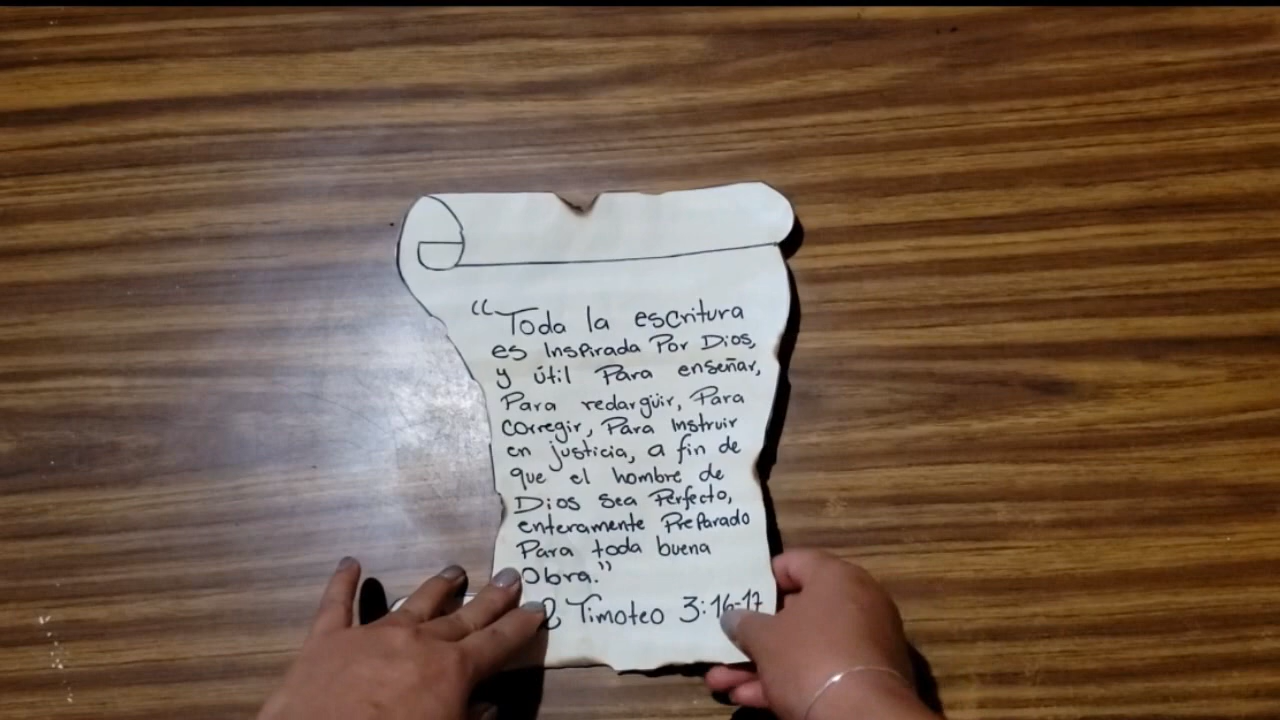 “Toda la escritura
es Inspirada Por Dios,
y útil Para enseñar,
Para redargüir, Para
corregir, Para Instruir
en justicia, a fin de
que el hombre de
Dios sea Perfecto,
enteramente Preparado
Para toda buena
Obra.”
2 Timoteo 3:16-17